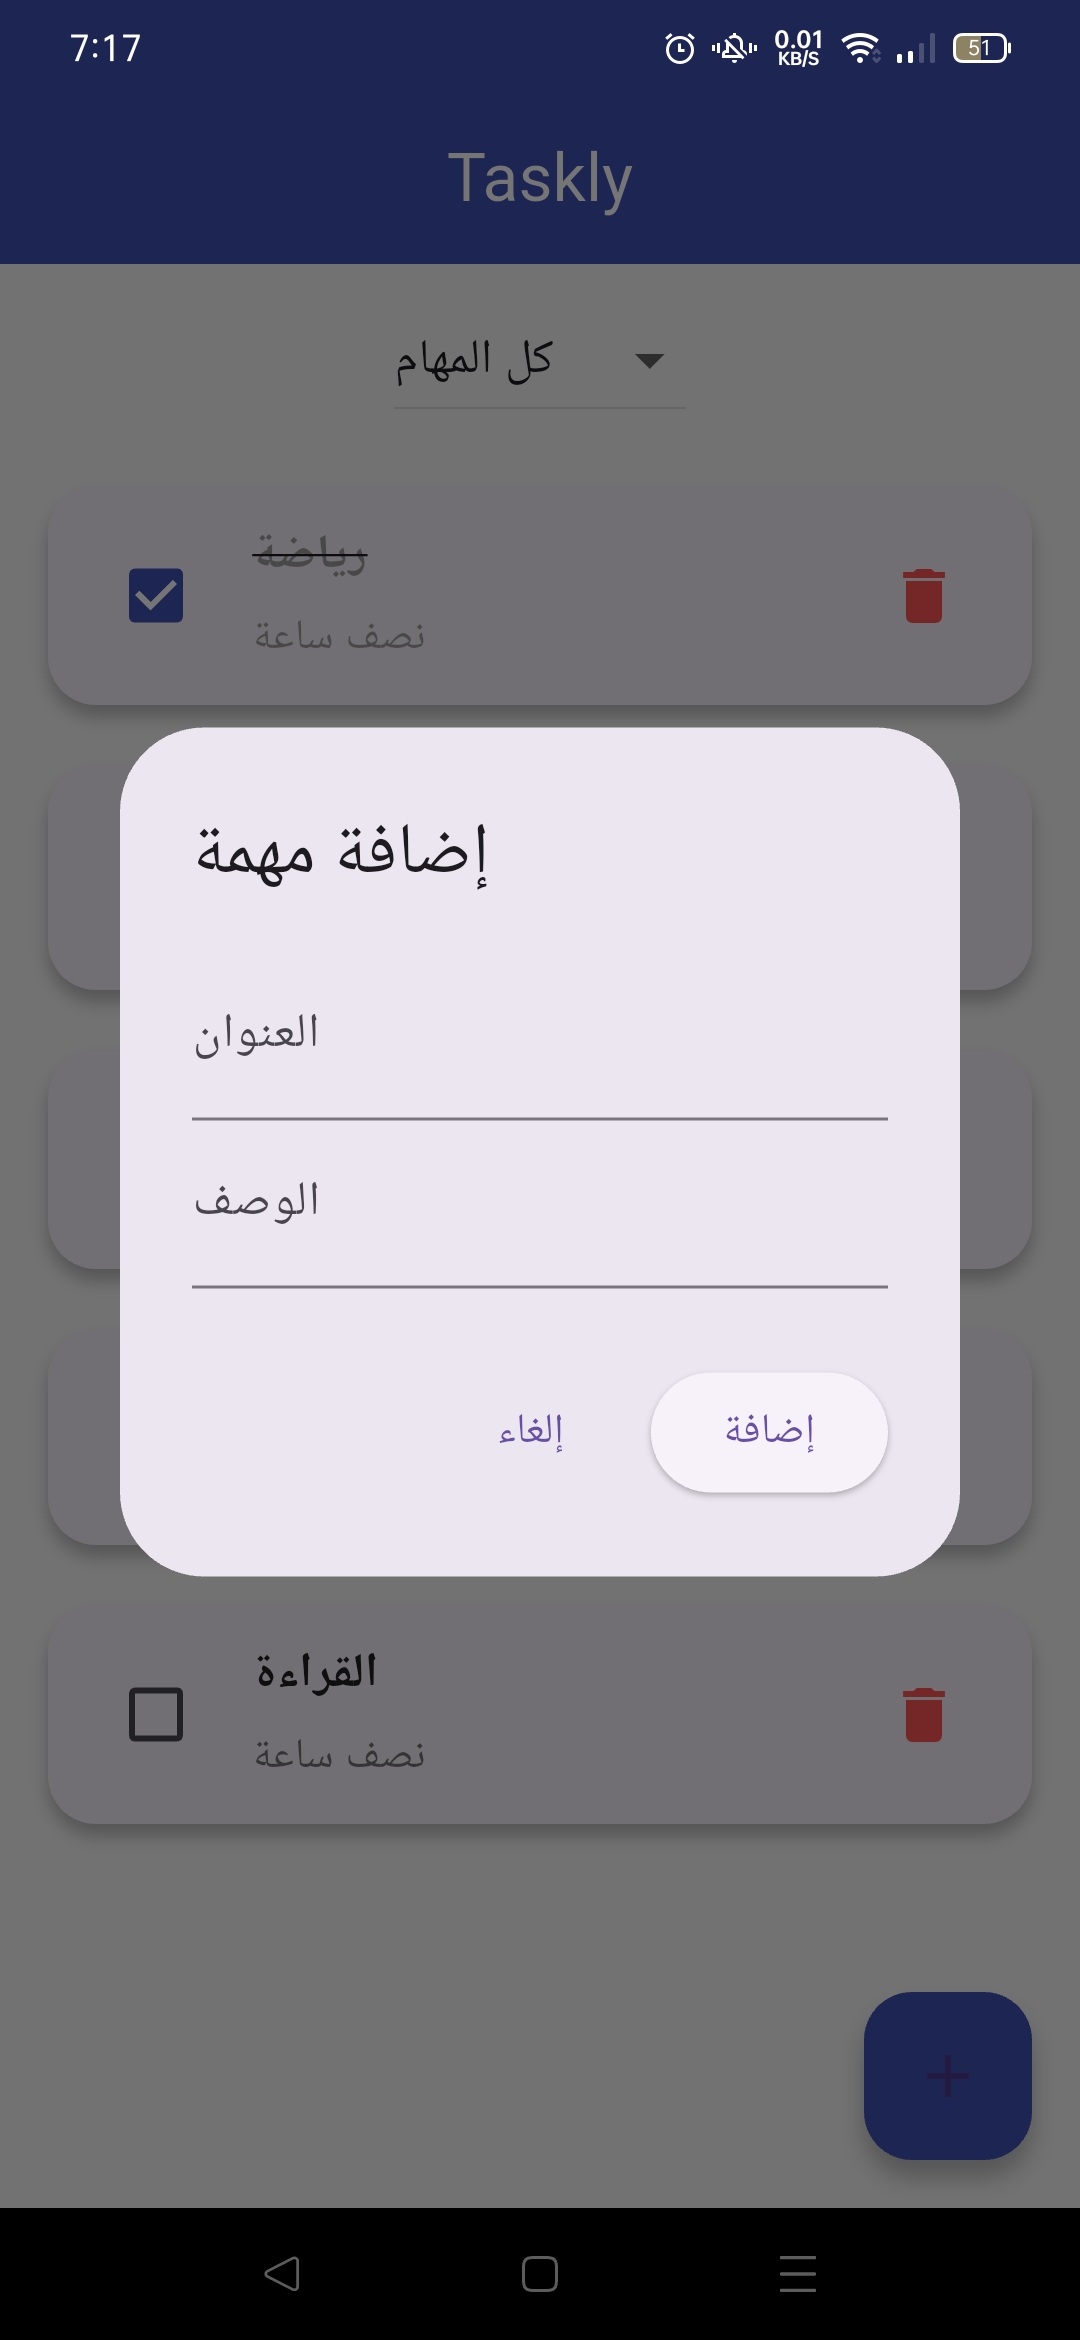 7:17
0.01
KB/S
51
Taskly
كل المهام
رياضة
نصف ساعة
إضافة مهمة
العنوان
الوصف
إلغاء
إضافة
القراءة
نصف ساعة